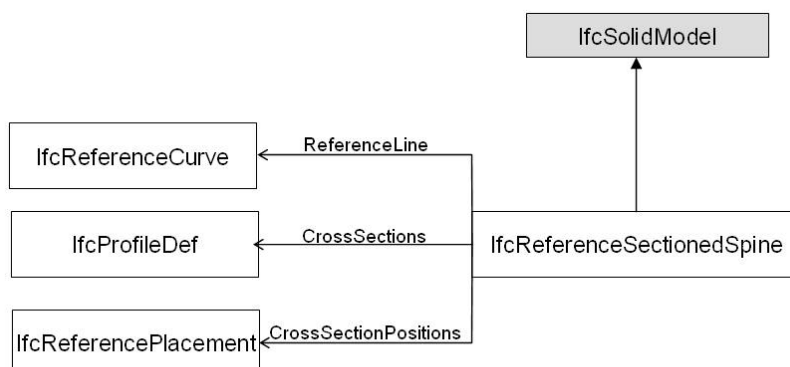 IfcSolidModel
ReferenceLine
IfcReferenceCurve
CrossSections
IfcProfileDef
IfcReferenceSectionedSpine
CrossSectionPositions
IfcReferencePlacement